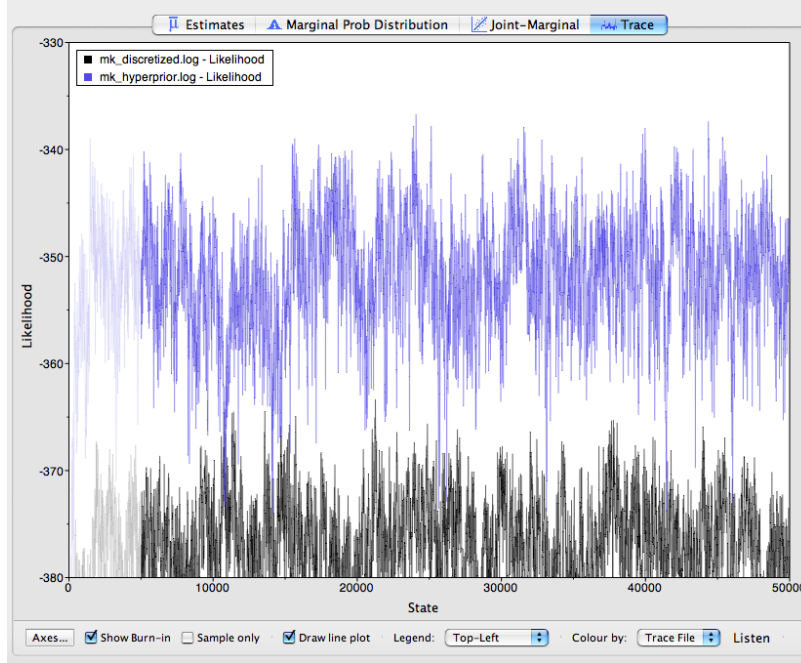 Estimates Marginal Prob Distribution Joint-Marginal Trace
-330
mk_discretized.log - Likelihood
mk_hyperprior.log - Likelihood
-340
-350
Likelihood
-360
-370
-380
0 10000 20000 30000 40000 50000
State
Axes... Show Burn-in Sample only Draw line plot Legend: Top-Left Colour by: Trace File Listen